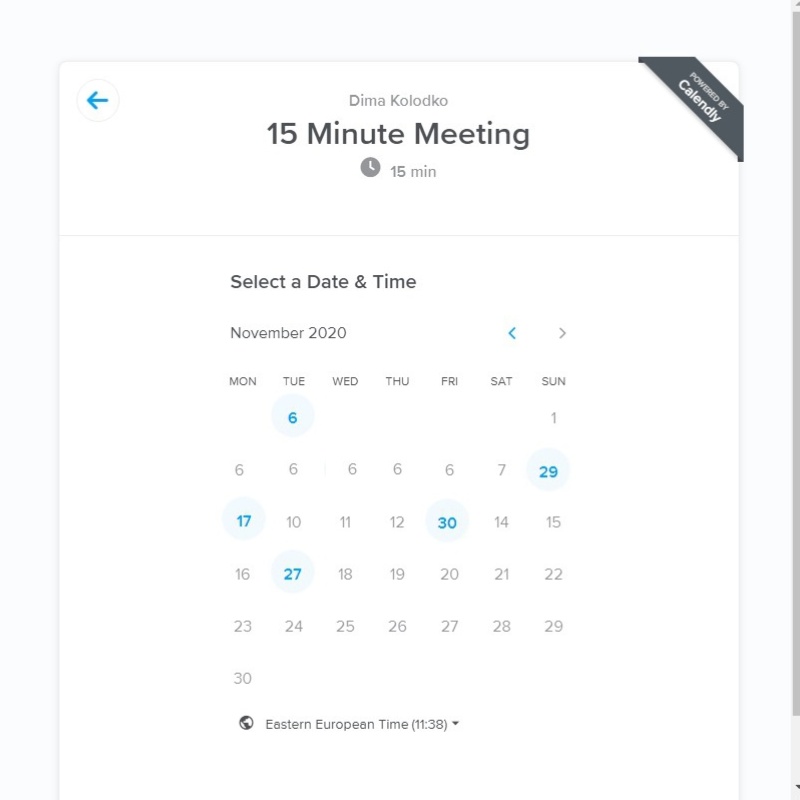 POWERED BY
Calendly
Dima Kolodko
15 Minute Meeting
15 min
Select a Date & Time
November 2020
MON TUE WED THU FRI SAT SUN
6 1
6 6 6 6 6 7 29
17 10 11 12 30 14 15
16 27 18 19 20 21 22
23 24 25 26 27 28 29
30
Eastern European Time (11:38)